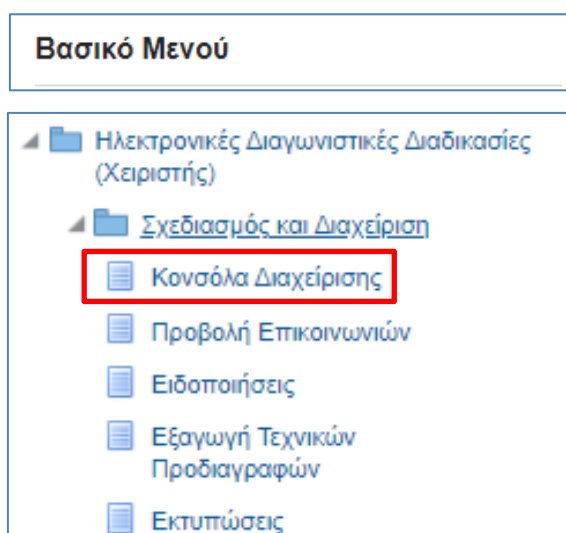 Βασικό Μενού
Ηλεκτρονικές Διαγωνιστικές Διαδικασίες
(Χειριστής)
Σχεδιασμός και Διαχείριση
Κονσόλα Διαχείρισης
Προβολή Επικοινωνιών
Ειδοποιήσεις
Εξαγωγή Τεχνικών
Προδιαγραφών
Εκτυπώσεις